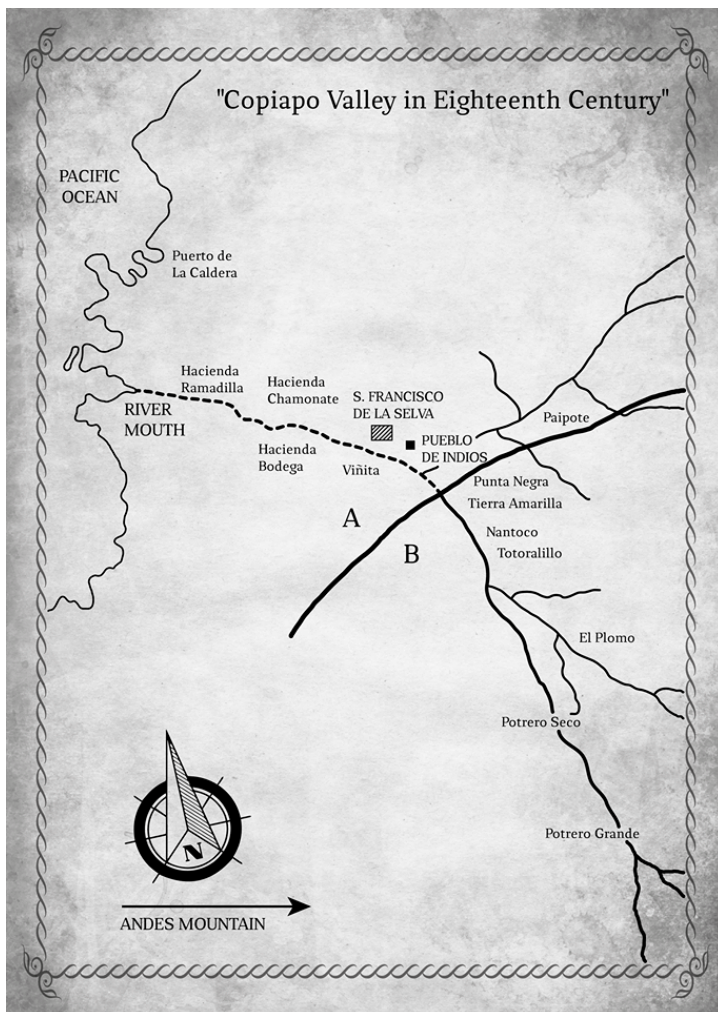 "Copiapo Valley in Eighteenth Century"
PACIFIC
OCEAN
Puerto de
La Caldera
Hacienda
Ramadilla
Hacienda
Chamonate
S. FRANCISCO
DE LA SELVA
Paipote
RIVER
MOUTH
PUEBLO
DE INDIOS
Hacienda
Bodega
Viñita
Punta Negra
Tierra Amarilla
A
B
Nantoco
Totoralillo
El Plomo
Potrero Seco
Potrero Grande
N
ANDES MOUNTAIN